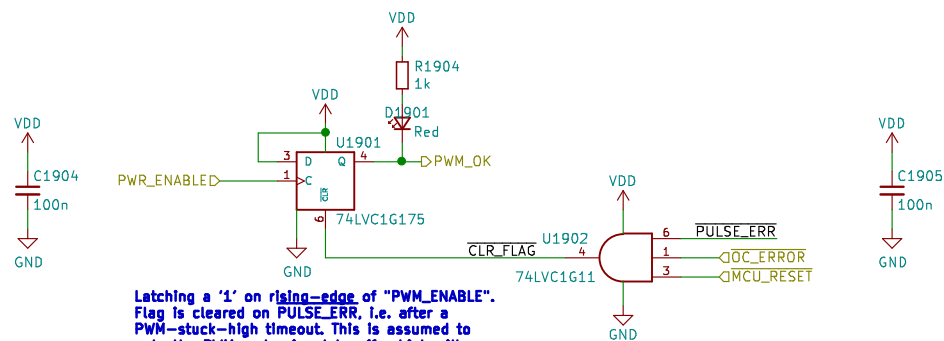 VDD
R1904
1k
VDD
D1901
Red
VDD
C1904
100n
GND
U1901
3
D
Q
4
PWM_OK
PWR_ENABLE
1
C
CLR
6
74LVC1G175
GND
VDD
C1905
100n
GND
VDD
U1902
CLR_FLAG
4
74LVC1G11
6
PULSE_ERR
1
OC_ERROR
3
MCU_RESET
GND
Latching a '1' on rising-edge of "PWM_ENABLE".
Flag is cleared on PULSE_ERR, i.e. after a
PWM-stuck-high timeout. This is assumed to